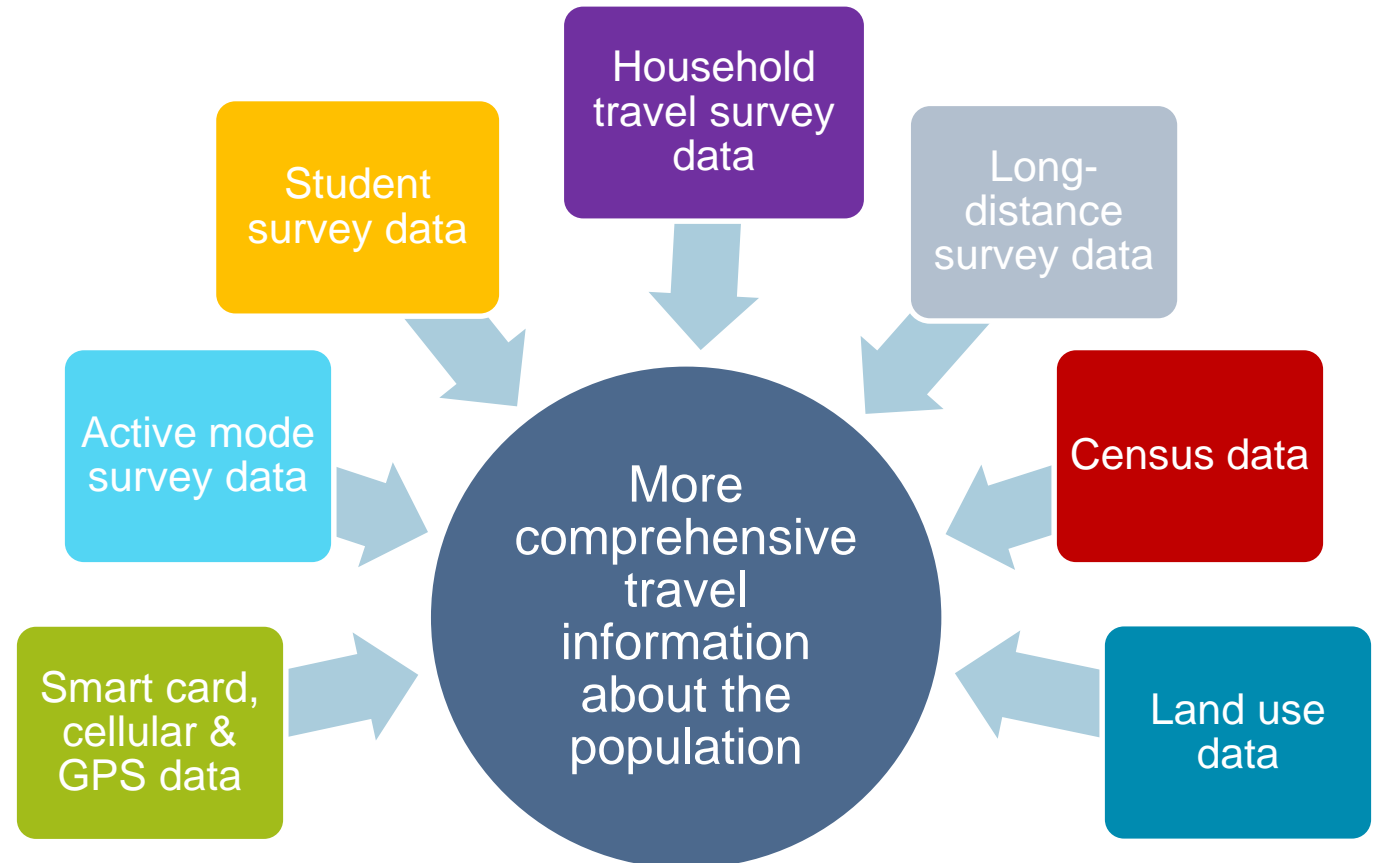 Household
travel survey
data
Student
survey data
Long-
distance
survey data
Active mode
survey data
Census data
More
comprehensive
travel
information
about the
population
Smart card,
cellular &
GPS data
Land use
data